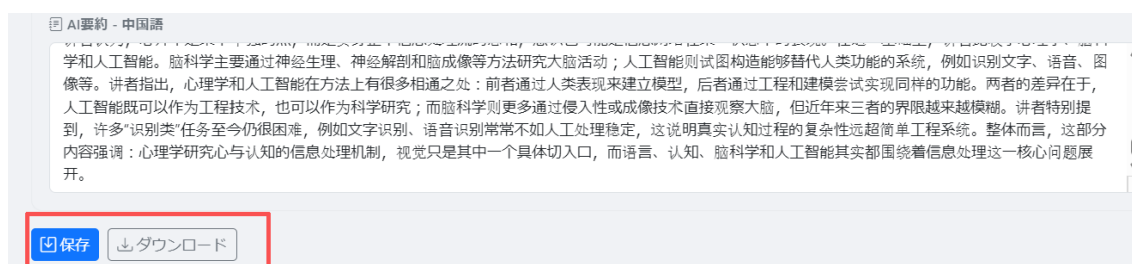 AI要約 - 中国語
学和人工智能。脑科学主要通过神经生理、神经解剖和脑成像等方法研究大脑活动；人工智能则试图构造能够替代人类功能的系统，例如识别文字、语音、图
像等。讲者指出，心理学和人工智能在方法上有很多相通之处：前者通过人类表现来建立模型，后者通过工程和建模尝试实现同样的功能。两者的差异在于，
人工智能既可以作为工程技术，也可以作为科学研究；而脑科学则更多通过侵入性或成像技术直接观察大脑，但近年来三者的界限越来越模糊。讲者特别提
到，许多“识别类”任务至今仍很困难，例如文字识别、语音识别常常不如人工处理稳定，这说明真实认知过程的复杂性远超简单工程系统。整体而言，这部分
内容强调：心理学研究心与认知的信息处理机制，视觉只是其中一个具体切入口，而语言、认知、脑科学和人工智能其实都围绕着信息处理这一核心问题展
开。
保存 ダウンロード